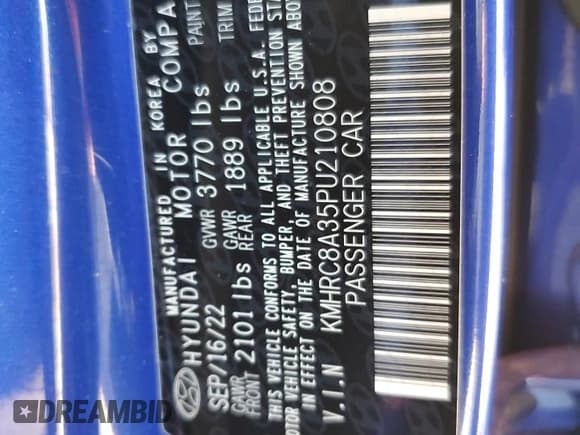 MANUFACTURED IN KOREA BY
HYUNDAI MOTOR COMPA
SEP/16/22 GVWR 3770 lbs PAINT
GAWR FRONT 2101 lbs GAWR REAR 1889 lbs TRIM
THIS VEHICLE CONFORMS TO ALL APPLICABLE U.S.A. FEDE
MOTOR VEHICLE SAFETY, BUMPER, AND THEFT PREVENTION STA
IN EFFECT ON THE DATE OF MANUFACTURE SHOWN ABOV
V.I.N KMHRC8A35PU210808
PASSENGER CAR
DREAMBID